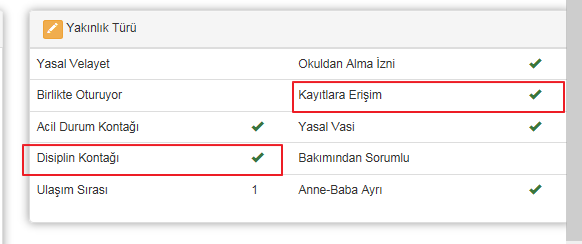 Yakınlık Türü
Yasal Velayet Okuldan Alma İzni
Birlikte Oturuyor Kayıtlara Erişim
Acil Durum Kontağı Yasal Vasi
Disiplin Kontağı Bakımından Sorumlu
Ulaşım Sırası 1 Anne-Baba Ayrı